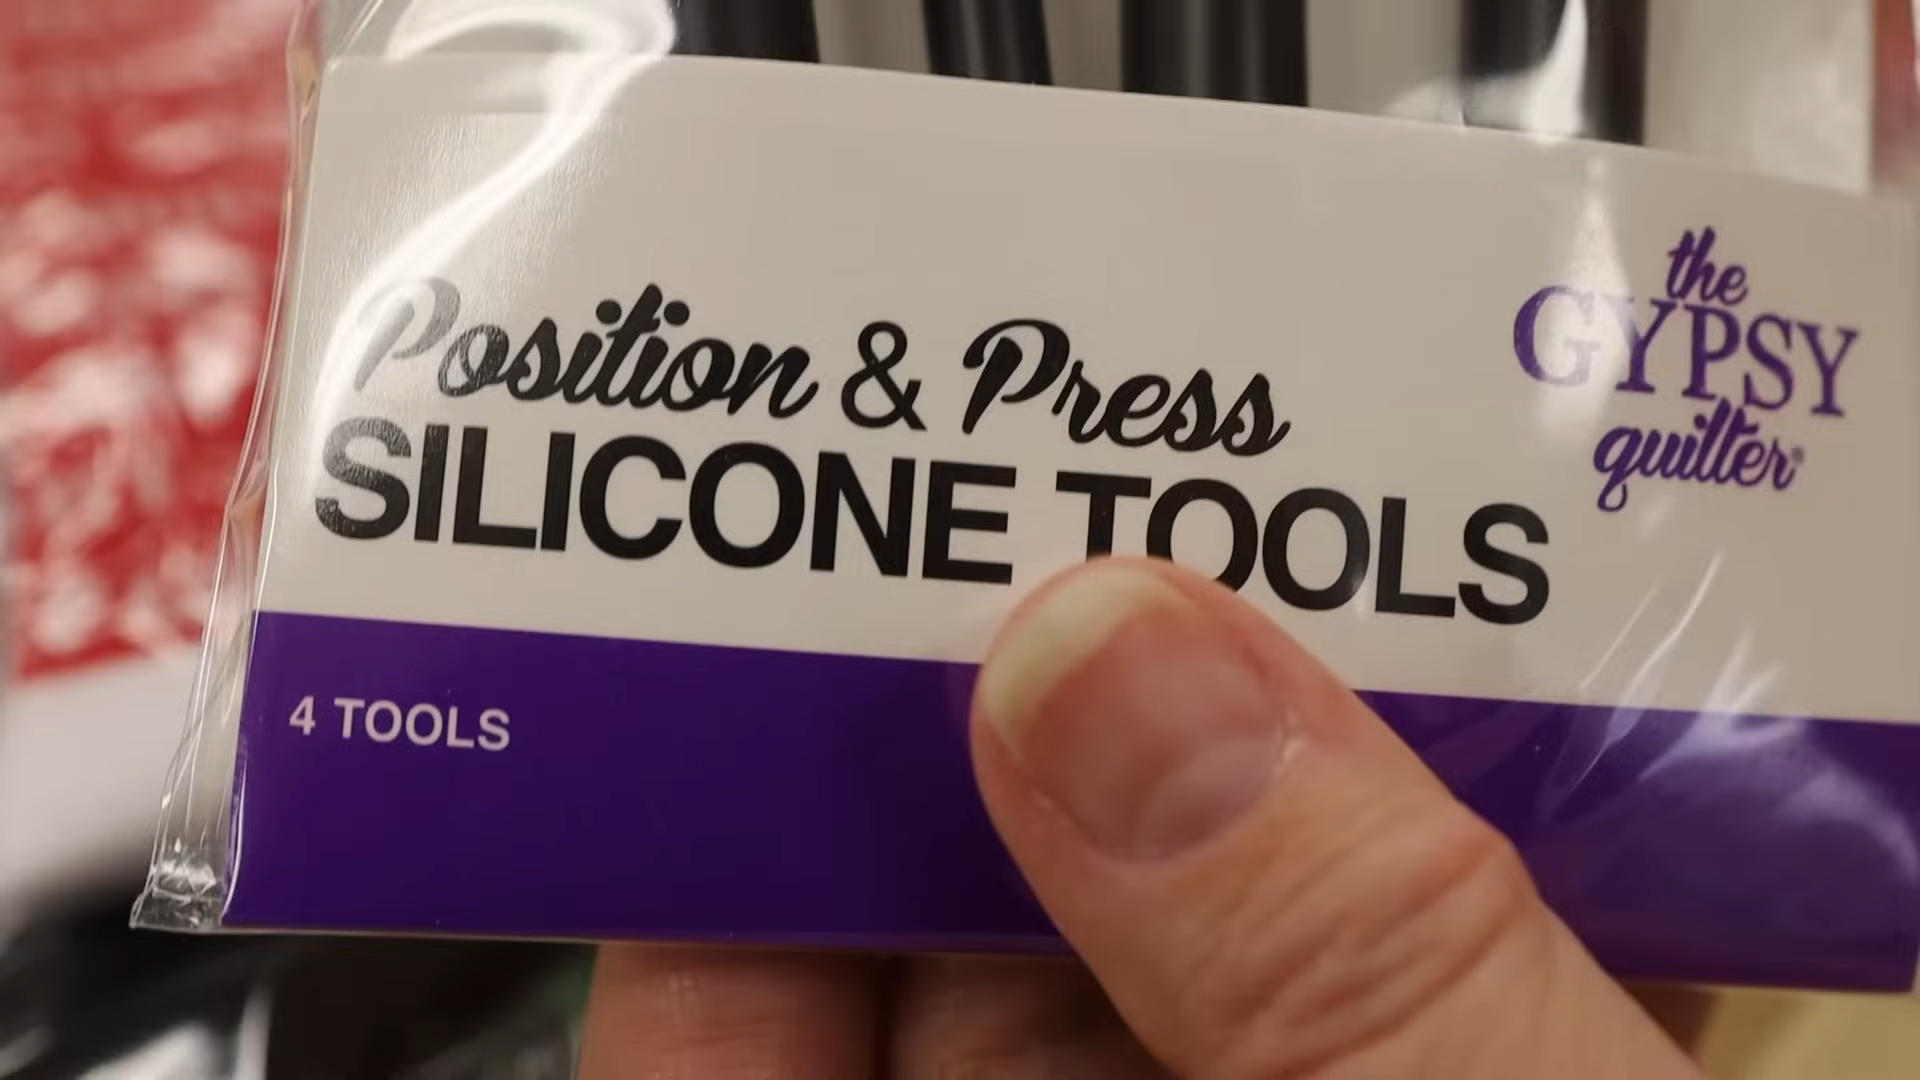 Position & Press
SILICONE TOOLS
the
GYPSY
quilter®
4 TOOLS